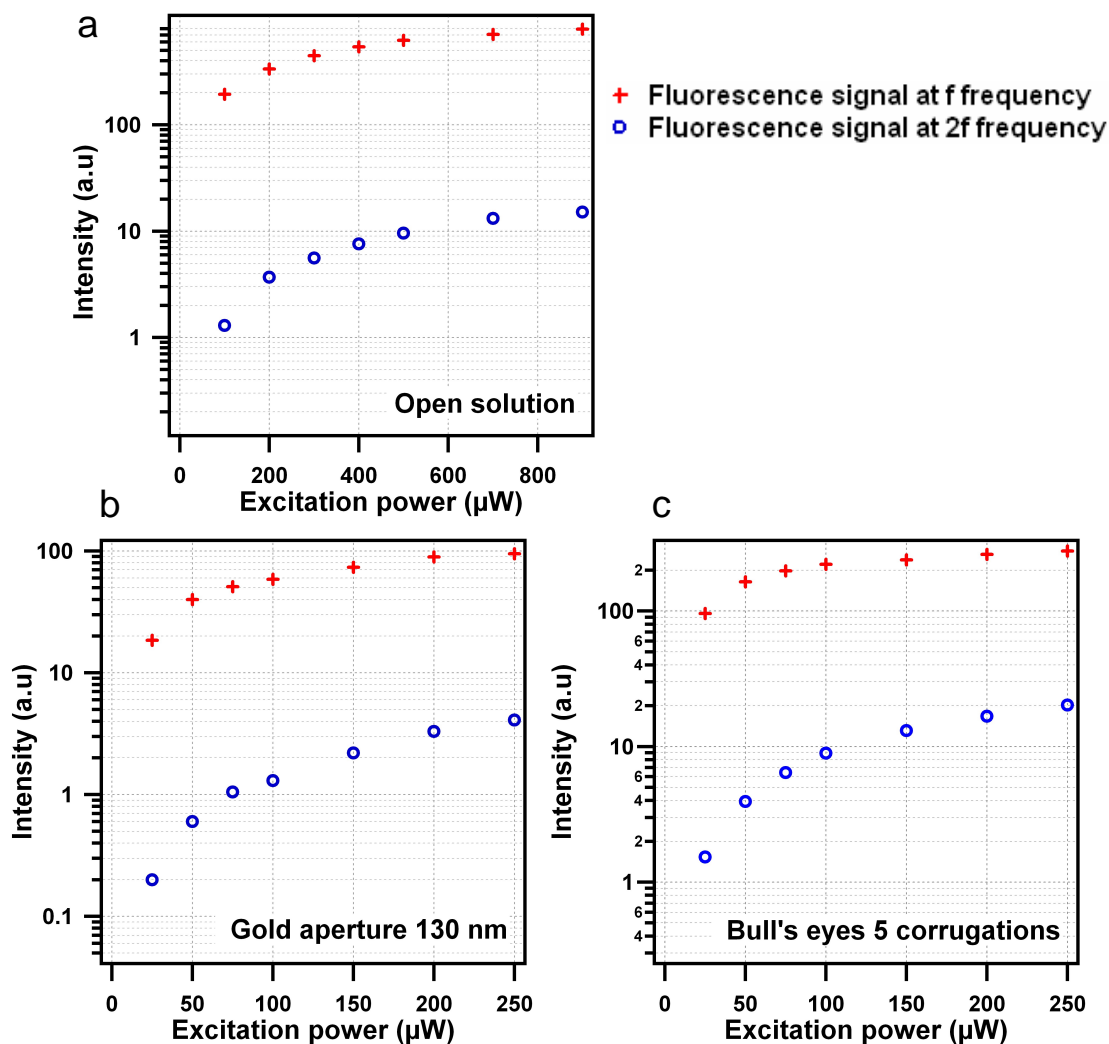 a
Fluorescence signal at f frequency
Fluorescence signal at 2f frequency
100
10
1
Intensity (a.u)
Open solution
0 200 400 600 800
Excitation power (µW)
b
100
10
1
0.1
Intensity (a.u)
Gold aperture 130 nm
0 50 100 150 200 250
Excitation power (µW)
c
2
100
6
4
2
10
6
4
2
1
6
4
Intensity (a.u)
Bull's eyes 5 corrugations
0 50 100 150 200 250
Excitation power (µW)